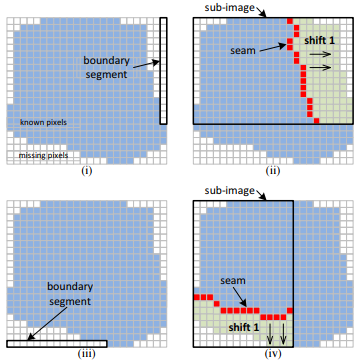 boundary
segment
known pixels
missing pixels
(i)
sub-image
shift 1
seam
(ii)
boundary
segment
(iii)
sub-image
seam
shift 1
(iv)